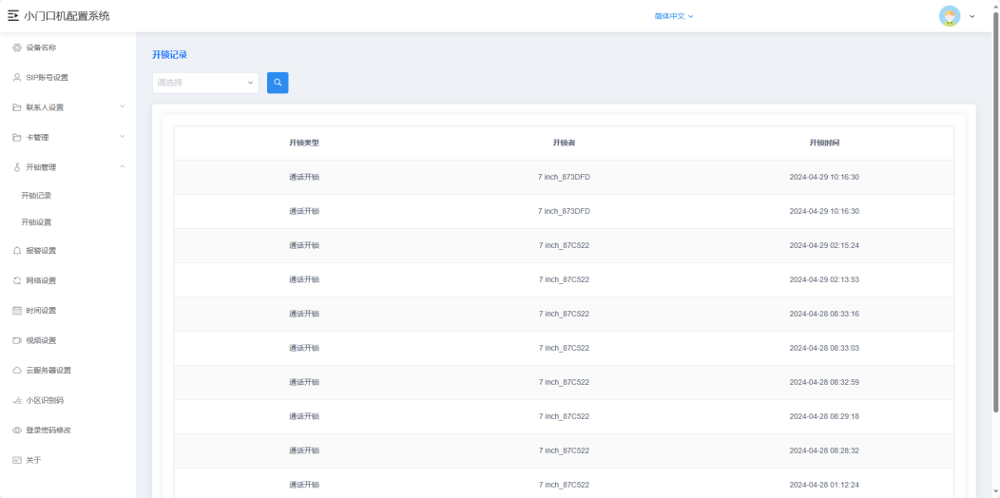 小门口机配置系统
简体中文
设备名称
SIP账号设置
联系人设置
卡管理
开锁管理
开锁记录
开锁设置
报警设置
网络设置
时间设置
视频设置
云服务器设置
小区识别码
登录密码修改
关于
开锁记录
请选择
开锁类型 开锁者 开锁时间
通话开锁 7 inch_873DFD 2024-04-29 10:16:30
通话开锁 7 inch_873DFD 2024-04-29 10:16:30
通话开锁 7 inch_87C522 2024-04-29 02:15:24
通话开锁 7 inch_87C522 2024-04-29 02:13:53
通话开锁 7 inch_87C522 2024-04-28 08:33:16
通话开锁 7 inch_87C522 2024-04-28 08:33:03
通话开锁 7 inch_87C522 2024-04-28 08:32:59
通话开锁 7 inch_87C522 2024-04-28 08:29:18
通话开锁 7 inch_87C522 2024-04-28 08:28:32
通话开锁 7 inch_87C522 2024-04-28 01:12:24